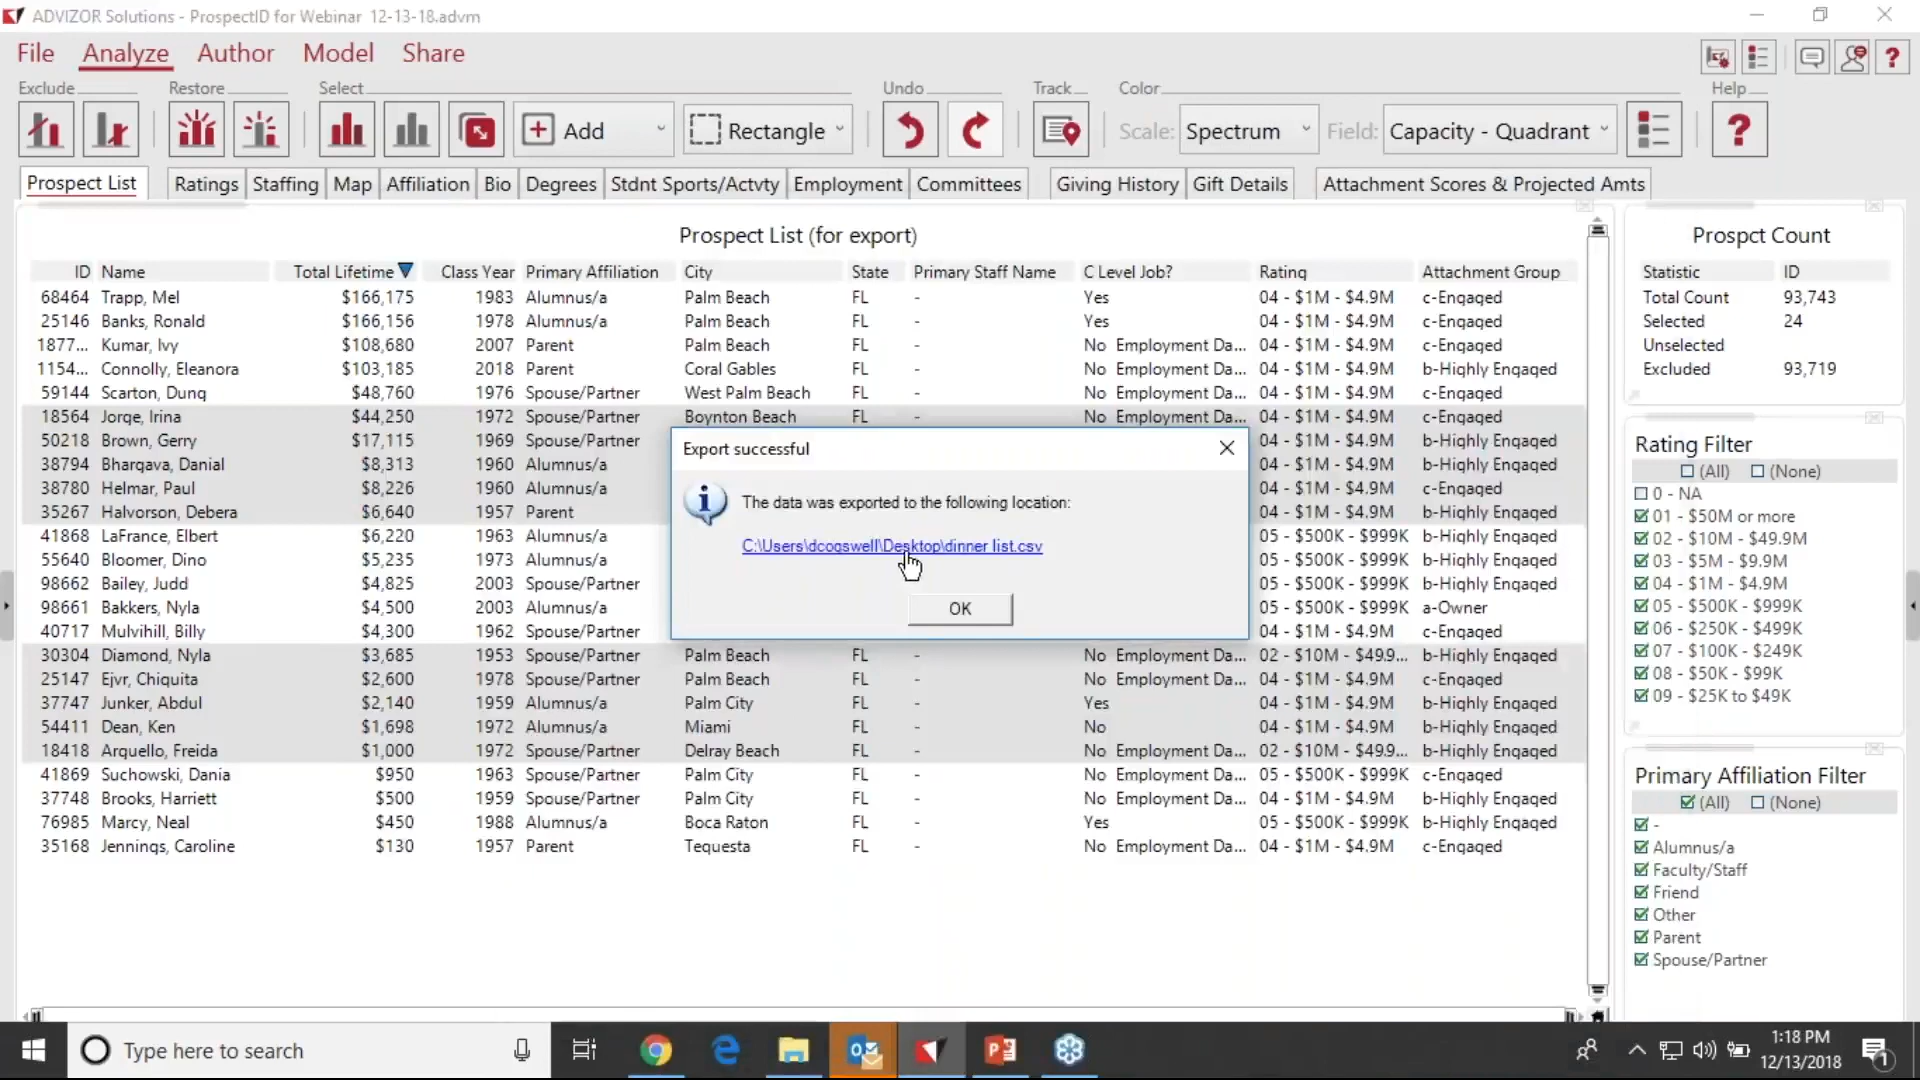 ADVIZOR Solutions - ProspectID for Webinar 12-13-18.advm
File Analyze Author Model Share
Exclude Restore Select Undo Track Color Help
Add Rectangle Scale: Spectrum Field: Capacity - Quadrant
Prospect List Ratings Staffing Map Affiliation Bio Degrees Stdnt Sports/Actvty Employment Committees Giving History Gift Details Attachment Scores & Projected Amts
Prospect List (for export)
ID Name Total Lifetime Class Year Primary Affiliation City State Primary Staff Name C Level Job? Rating Attachment Group
68464 Trapp, Mel $166,175 1983 Alumnus/a Palm Beach FL - Yes 04 - $1M - $4.9M c-Engaged
25146 Banks, Ronald $166,156 1978 Alumnus/a Palm Beach FL - Yes 04 - $1M - $4.9M c-Engaged
1877... Kumar, Ivy $108,680 2007 Parent Palm Beach FL - No Employment Da... 04 - $1M - $4.9M c-Engaged
1154... Connolly, Eleanora $103,185 2018 Parent Coral Gables FL - No Employment Da... 04 - $1M - $4.9M b-Highly Engaged
59144 Scarton, Dung $48,760 1976 Spouse/Partner West Palm Beach FL - No Employment Da... 04 - $1M - $4.9M c-Engaged
18564 Jorge, Irina $44,250 1972 Spouse/Partner Boynton Beach FL - No Employment Da... 04 - $1M - $4.9M c-Engaged
50218 Brown, Gerry $17,115 1969 Spouse/Partner 04 - $1M - $4.9M b-Highly Engaged
38794 Bhargava, Danial $8,313 1960 Alumnus/a 04 - $1M - $4.9M b-Highly Engaged
38780 Helmar, Paul $8,226 1960 Alumnus/a 04 - $1M - $4.9M c-Engaged
35267 Halvorson, Debera $6,640 1957 Parent 04 - $1M - $4.9M b-Highly Engaged
41868 LaFrance, Elbert $6,220 1963 Alumnus/a 05 - $500K - $999K c-Engaged
55640 Bloomer, Dino $5,235 1973 Alumnus/a 05 - $500K - $999K b-Highly Engaged
98662 Bailey, Judd $4,825 2003 Spouse/Partner 05 - $500K - $999K b-Highly Engaged
98661 Bakkers, Nyla $4,500 2003 Alumnus/a 05 - $500K - $999K a-Owner
40717 Mulvihill, Billy $4,300 1962 Spouse/Partner 04 - $1M - $4.9M c-Engaged
30304 Diamond, Nyla $3,685 1953 Spouse/Partner Palm Beach FL - No Employment Da... 02 - $10M - $49.9... b-Highly Engaged
25147 Ejvr, Chiquita $2,600 1978 Spouse/Partner Palm Beach FL - No Employment Da... 04 - $1M - $4.9M c-Engaged
37747 Junker, Abdul $2,140 1959 Alumnus/a Palm City FL - Yes 04 - $1M - $4.9M b-Highly Engaged
54411 Dean, Ken $1,698 1972 Alumnus/a Miami FL - No 04 - $1M - $4.9M b-Highly Engaged
18418 Arquello, Freida $1,000 1972 Spouse/Partner Delray Beach FL - No Employment Da... 02 - $10M - $49.9... b-Highly Engaged
41869 Suchowski, Dania $950 1963 Spouse/Partner Palm City FL - No Employment Da... 05 - $500K - $999K c-Engaged
37748 Brooks, Harriett $500 1959 Spouse/Partner Palm City FL - No Employment Da... 04 - $1M - $4.9M b-Highly Engaged
76985 Marcy, Neal $450 1988 Alumnus/a Boca Raton FL - Yes 05 - $500K - $999K b-Highly Engaged
35168 Jennings, Caroline $130 1957 Parent Tequesta FL - No Employment Da... 04 - $1M - $4.9M c-Engaged
Export successful
The data was exported to the following location:
C:\Users\dcogswell\Desktop\dinner list.csv
OK
Prospct Count
Statistic ID
Total Count 93,743
Selected 24
Unselected
Excluded 93,719
Rating Filter
(All) (None)
0 - NA
01 - $50M or more
02 - $10M - $49.9M
03 - $5M - $9.9M
04 - $1M - $4.9M
05 - $500K - $999K
06 - $250K - $499K
07 - $100K - $249K
08 - $50K - $99K
09 - $25K to $49K
Primary Affiliation Filter
(All) (None)
-
Alumnus/a
Faculty/Staff
Friend
Other
Parent
Spouse/Partner
Type here to search
1:18 PM
12/13/2018
1